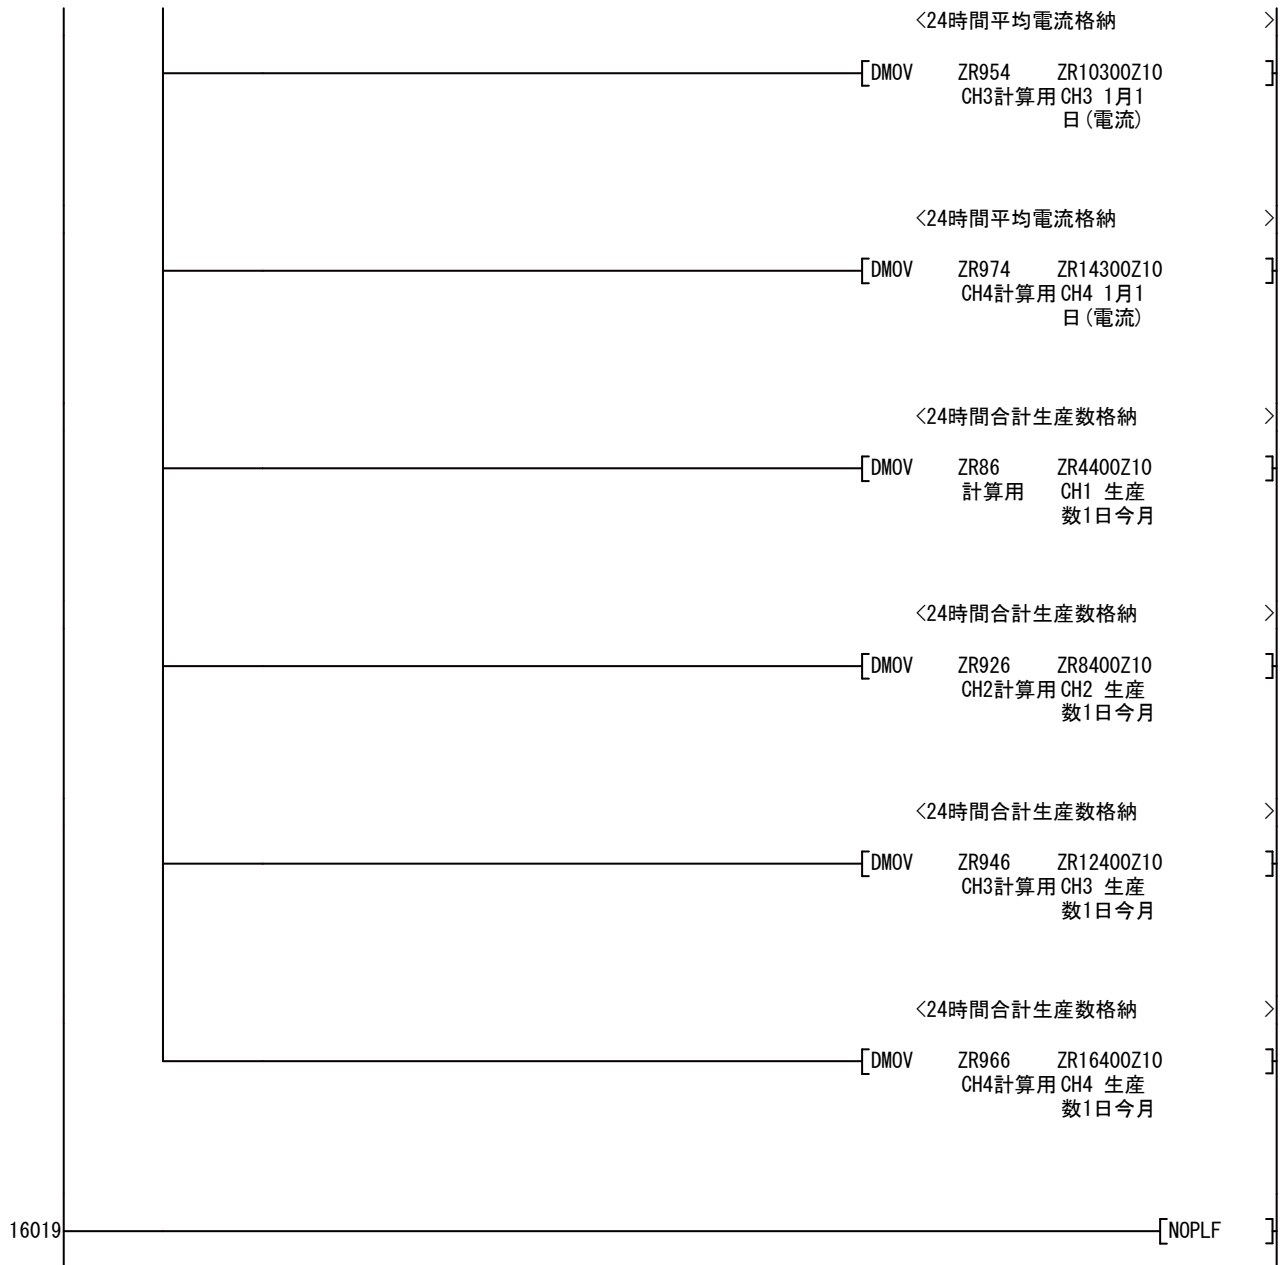 <24時間平均電流格納 >
[DMOV ZR954 ZR10300Z10 ]
CH3計算用 CH3 1月1
日(電流)
<24時間平均電流格納 >
[DMOV ZR974 ZR14300Z10 ]
CH4計算用 CH4 1月1
日(電流)
<24時間合計生産数格納 >
[DMOV ZR86 ZR4400Z10 ]
計算用 CH1 生産
数1日今月
<24時間合計生産数格納 >
[DMOV ZR926 ZR8400Z10 ]
CH2計算用 CH2 生産
数1日今月
<24時間合計生産数格納 >
[DMOV ZR946 ZR12400Z10 ]
CH3計算用 CH3 生産
数1日今月
<24時間合計生産数格納 >
[DMOV ZR966 ZR16400Z10 ]
CH4計算用 CH4 生産
数1日今月
16019 [NOPLF ]